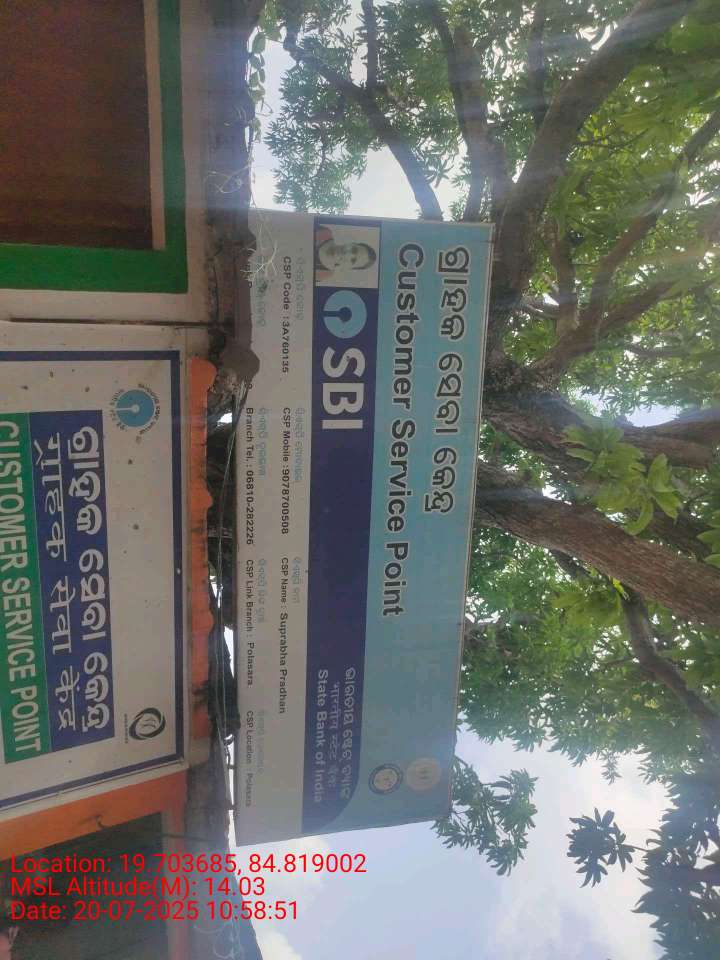 ଗ୍ରାହକ ସେବା କେନ୍ଦ୍ର
Customer Service Point
SBI
ଭାରତୀୟ ଷ୍ଟେଟ ବ୍ୟାଙ୍କ
भारतीय स्टेट बैंक
State Bank of India
CSP Code :3A760135
CSP Mobile :9078700508
CSP Name : Suprabha Pradhan
Branch Tel. : 06810-282226
CSP Link Branch : Polasara
CSP Location : Polasara
ଗ୍ରାହକ ସେବା କେନ୍ଦ୍ର
ग्राहक सेवा केंद्र
CUSTOMER SERVICE POINT
Location: 19.703685, 84.819002
MSL Altitude(M): 14.03
Date: 20-07-2025 10:58:51